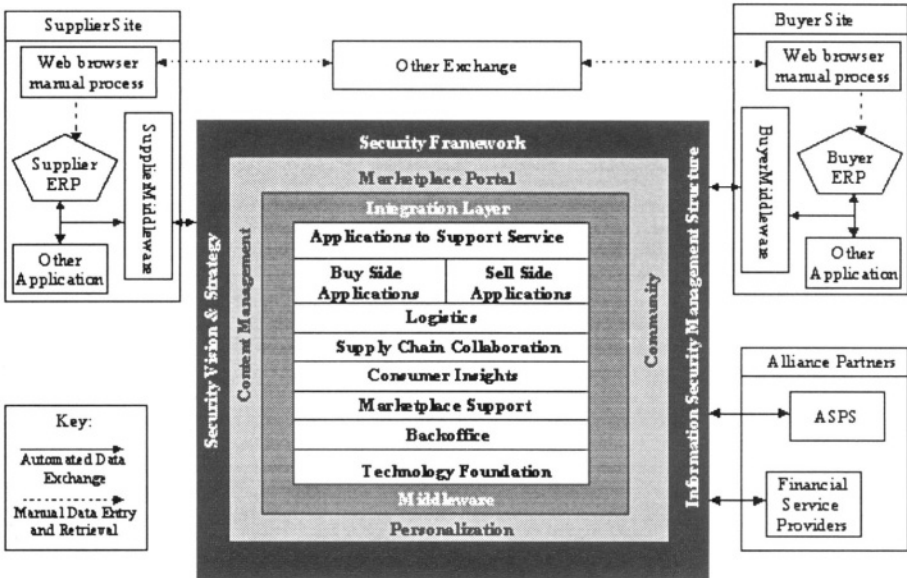 Supplier Site
Web browser
manual process
Supplier
ERP
Other
Application
Supplie Middleware
Other Exchange
Buyer Site
Web browser
manual process
Buyer Middleware
Buyer
ERP
Other
Application
Security Framework
Marketplace Portal
Integration Layer
Applications to Support Service
Buy Side
Applications
Sell Side
Applications
Logistics
Supply Chain Collaboration
Consumer Insights
Marketplace Support
Backoffice
Technology Foundation
Middleware
Personalization
Security Vision & Strategy
Content Management
Community
Information Security Management Structure
Key:
Automated Data
Exchange
Manual Data Entry
and Retrieval
Alliance Partners
ASPS
Financial
Service
Providers